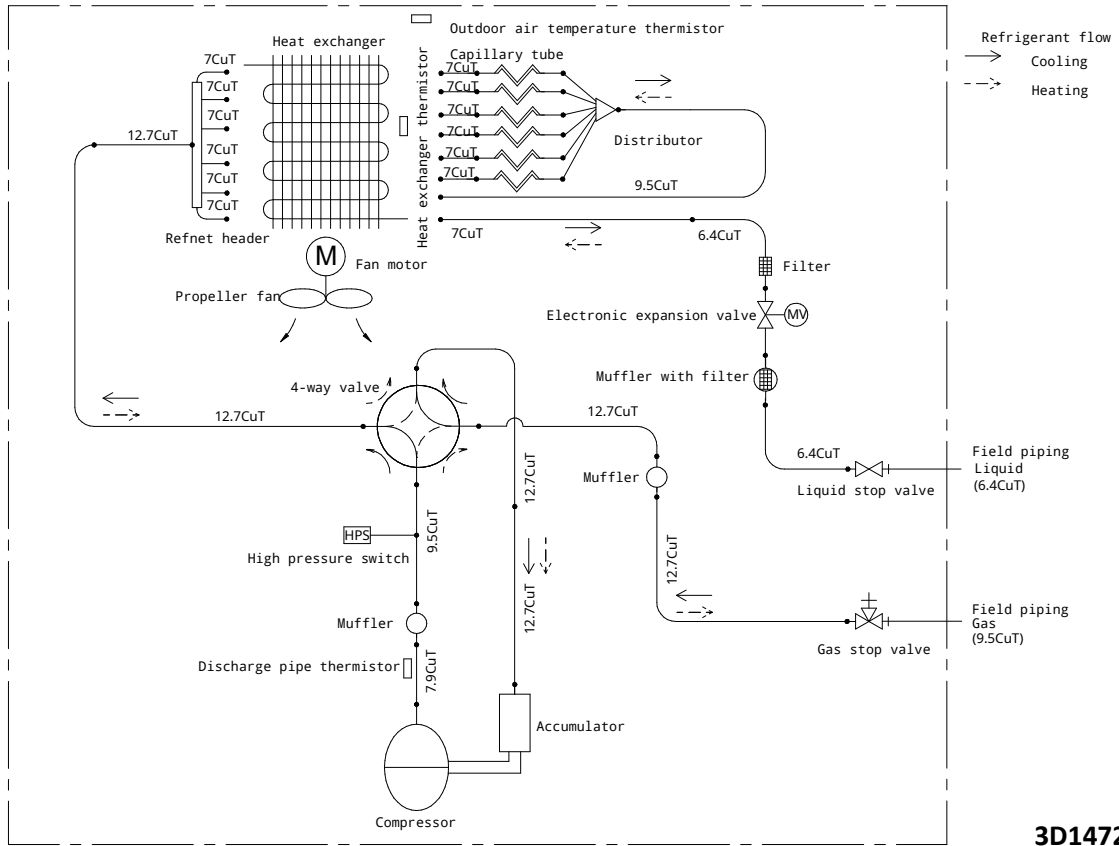 Outdoor air temperature thermistor
Refrigerant flow
Cooling
Heating
Heat exchanger
Capillary tube
7CuT
7CuT
7CuT
7CuT
7CuT
7CuT
Heat exchanger thermistor
7CuT
7CuT
7CuT
7CuT
7CuT
7CuT
12.7CuT
Distributor
9.5CuT
Refnet header
7CuT
6.4CuT
M
Fan motor
Filter
Propeller fan
Electronic expansion valve
MV
Muffler with filter
4-way valve
12.7CuT
12.7CuT
6.4CuT
Field piping
Liquid
(6.4CuT)
Liquid stop valve
Muffler
12.7CuT
HPS
9.5CuT
High pressure switch
12.7CuT
12.7CuT
Muffler
Field piping
Gas
(9.5CuT)
Gas stop valve
Discharge pipe thermistor
7.9CuT
Accumulator
Compressor
3D1472